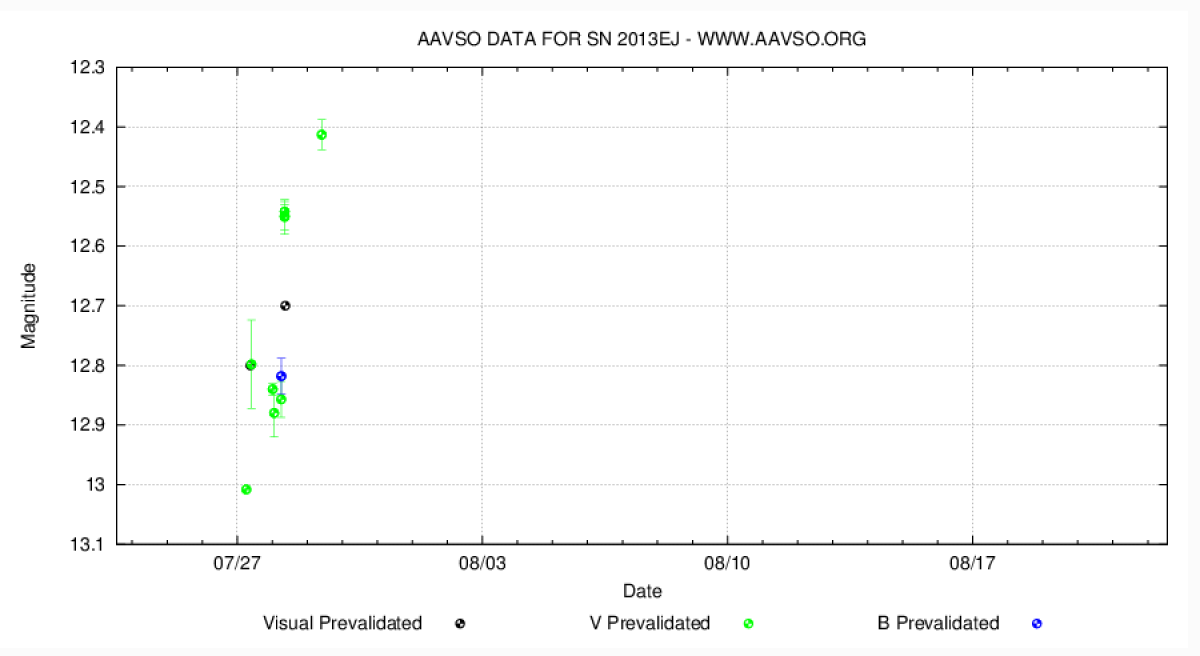 AAVSO DATA FOR SN 2013EJ - WWW.AAVSO.ORG
12.3
12.4
12.5
12.6
12.7
12.8
12.9
13
13.1
Magnitude
07/27 08/03 08/10 08/17
Date
Visual Prevalidated V Prevalidated B Prevalidated